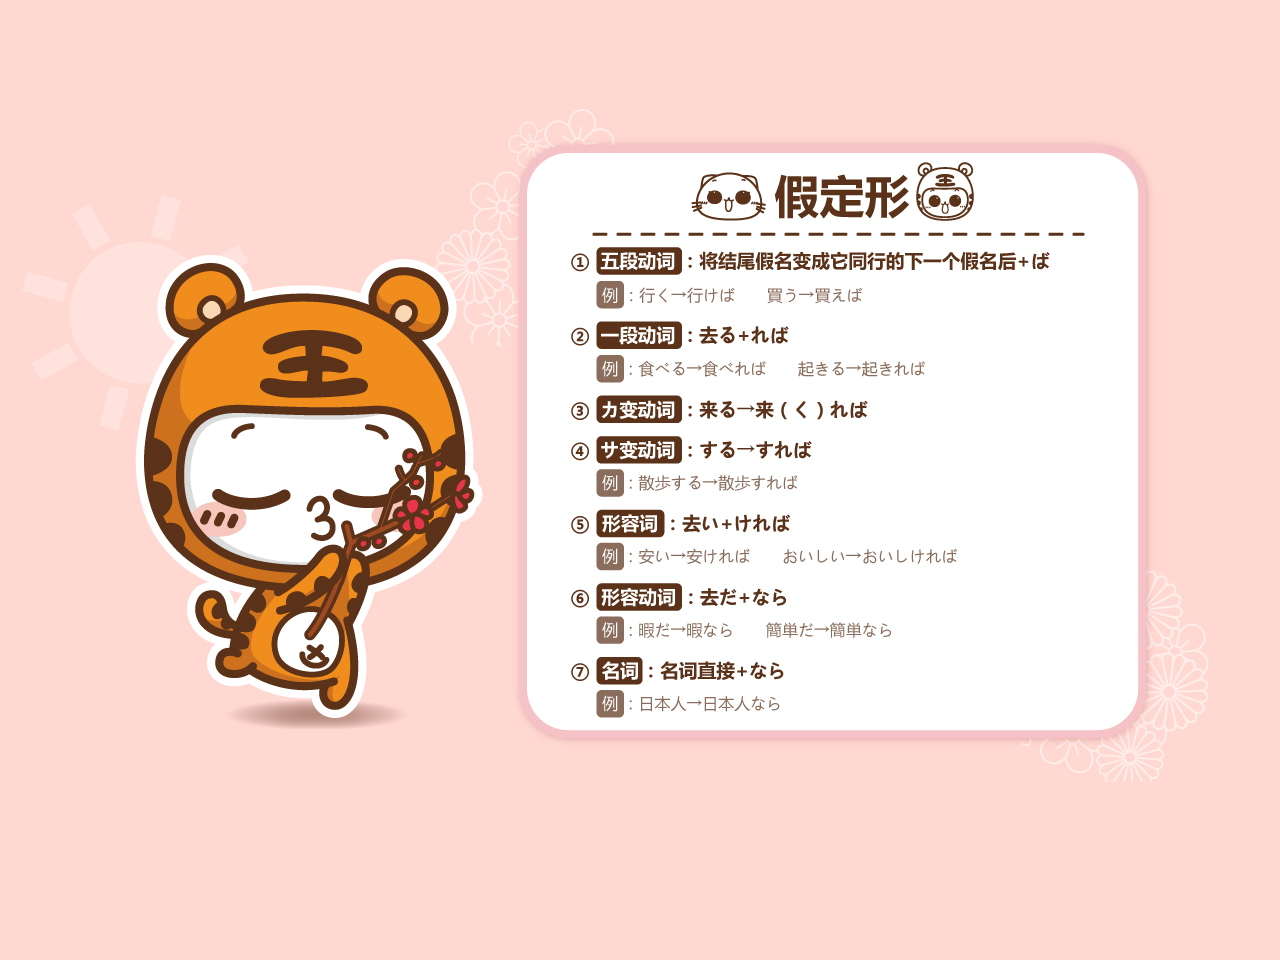 假定形
① 五段动词：将结尾假名变成它同行的下一个假名后+ば
例：行く→行けば　　買う→買えば
② 一段动词：去る+れば
例：食べる→食べれば　　起きる→起きれば
③ カ变动词：来る→来（く）れば
④ サ变动词：する→すれば
例：散歩する→散歩すれば
⑤ 形容词：去い+ければ
例：安い→安ければ　　おいしい→おいしければ
⑥ 形容动词：去だ+なら
例：暇だ→暇なら　　簡単だ→簡単なら
⑦ 名词：名词直接+なら
例：日本人→日本人なら
王